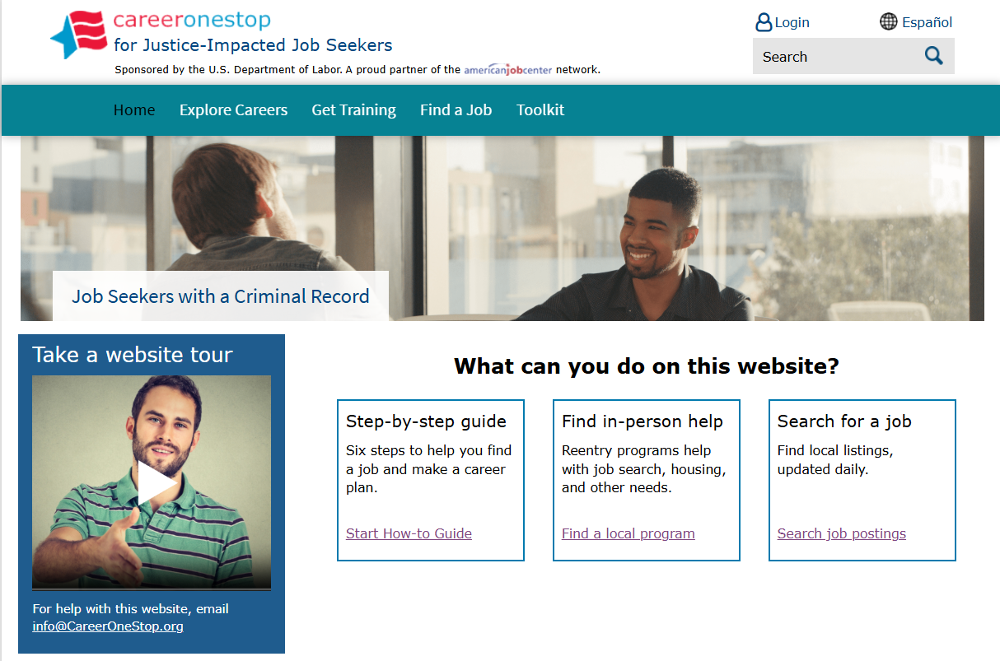 careeronestop
for Justice-Impacted Job Seekers
Sponsored by the U.S. Department of Labor. A proud partner of the americanjobcenter network.
Login
Español
Search
Home
Explore Careers
Get Training
Find a Job
Toolkit
Job Seekers with a Criminal Record
Take a website tour
For help with this website, email
info@CareerOneStop.org
What can you do on this website?
Step-by-step guide
Six steps to help you find
a job and make a career
plan.
Start How-to Guide
Find in-person help
Reentry programs help
with job search, housing,
and other needs.
Find a local program
Search for a job
Find local listings,
updated daily.
Search job postings